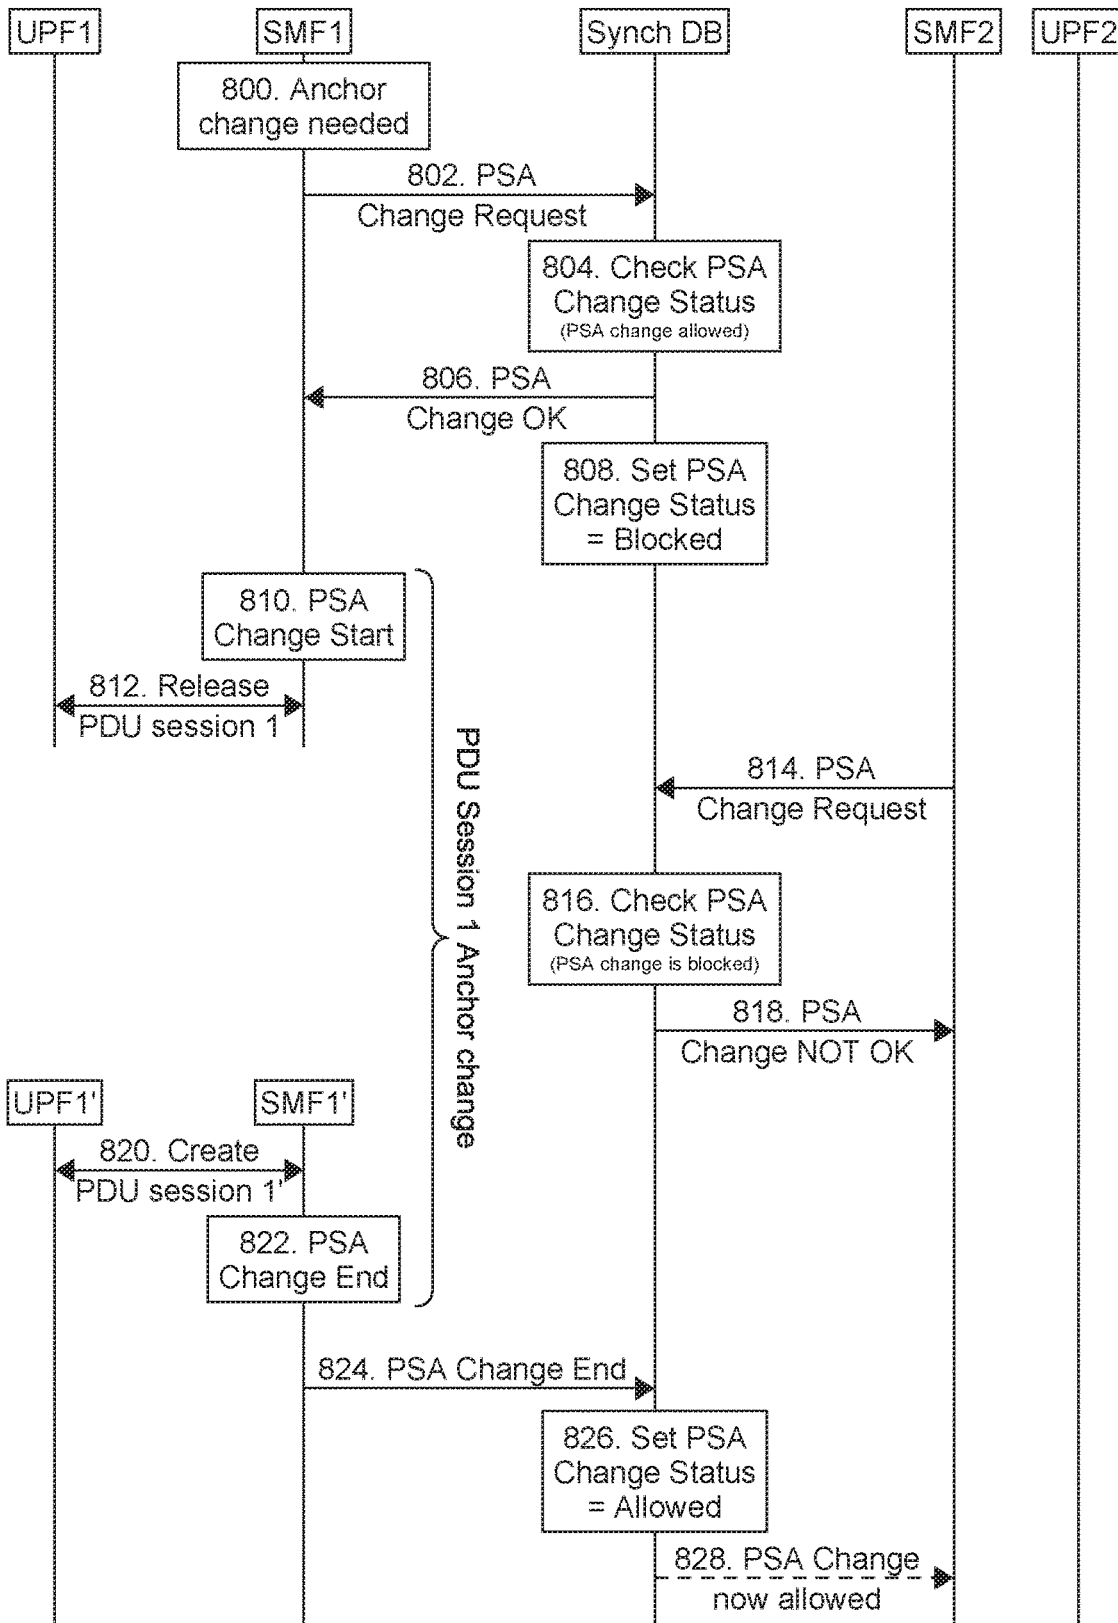 UPF1
SMF1
Synch DB
SMF2
UPF2
800. Anchor
change needed
802. PSA
Change Request
804. Check PSA
Change Status
(PSA change allowed)
806. PSA
Change OK
808. Set PSA
Change Status
= Blocked
810. PSA
Change Start
812. Release
PDU session 1
PDU Session 1 Anchor change
814. PSA
Change Request
816. Check PSA
Change Status
(PSA change is blocked)
818. PSA
Change NOT OK
UPF1'
SMF1'
820. Create
PDU session 1'
822. PSA
Change End
824. PSA Change End
826. Set PSA
Change Status
= Allowed
828. PSA Change
now allowed